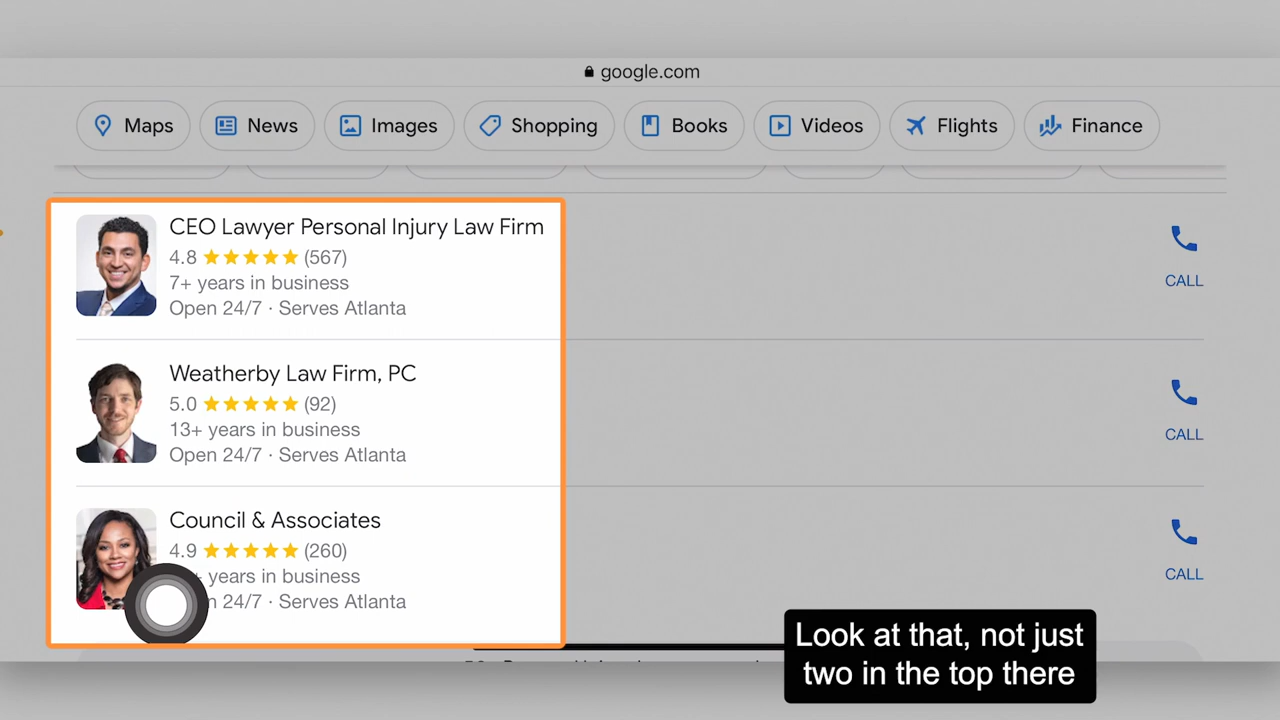 google.com
Maps
News
Images
Shopping
Books
Videos
Flights
Finance
CEO Lawyer Personal Injury Law Firm
4.8 (567)
7+ years in business
Open 24/7 · Serves Atlanta
CALL
Weatherby Law Firm, PC
5.0 (92)
13+ years in business
Open 24/7 · Serves Atlanta
CALL
Council & Associates
4.9 (260)
years in business
24/7 · Serves Atlanta
CALL
Look at that, not just
two in the top there